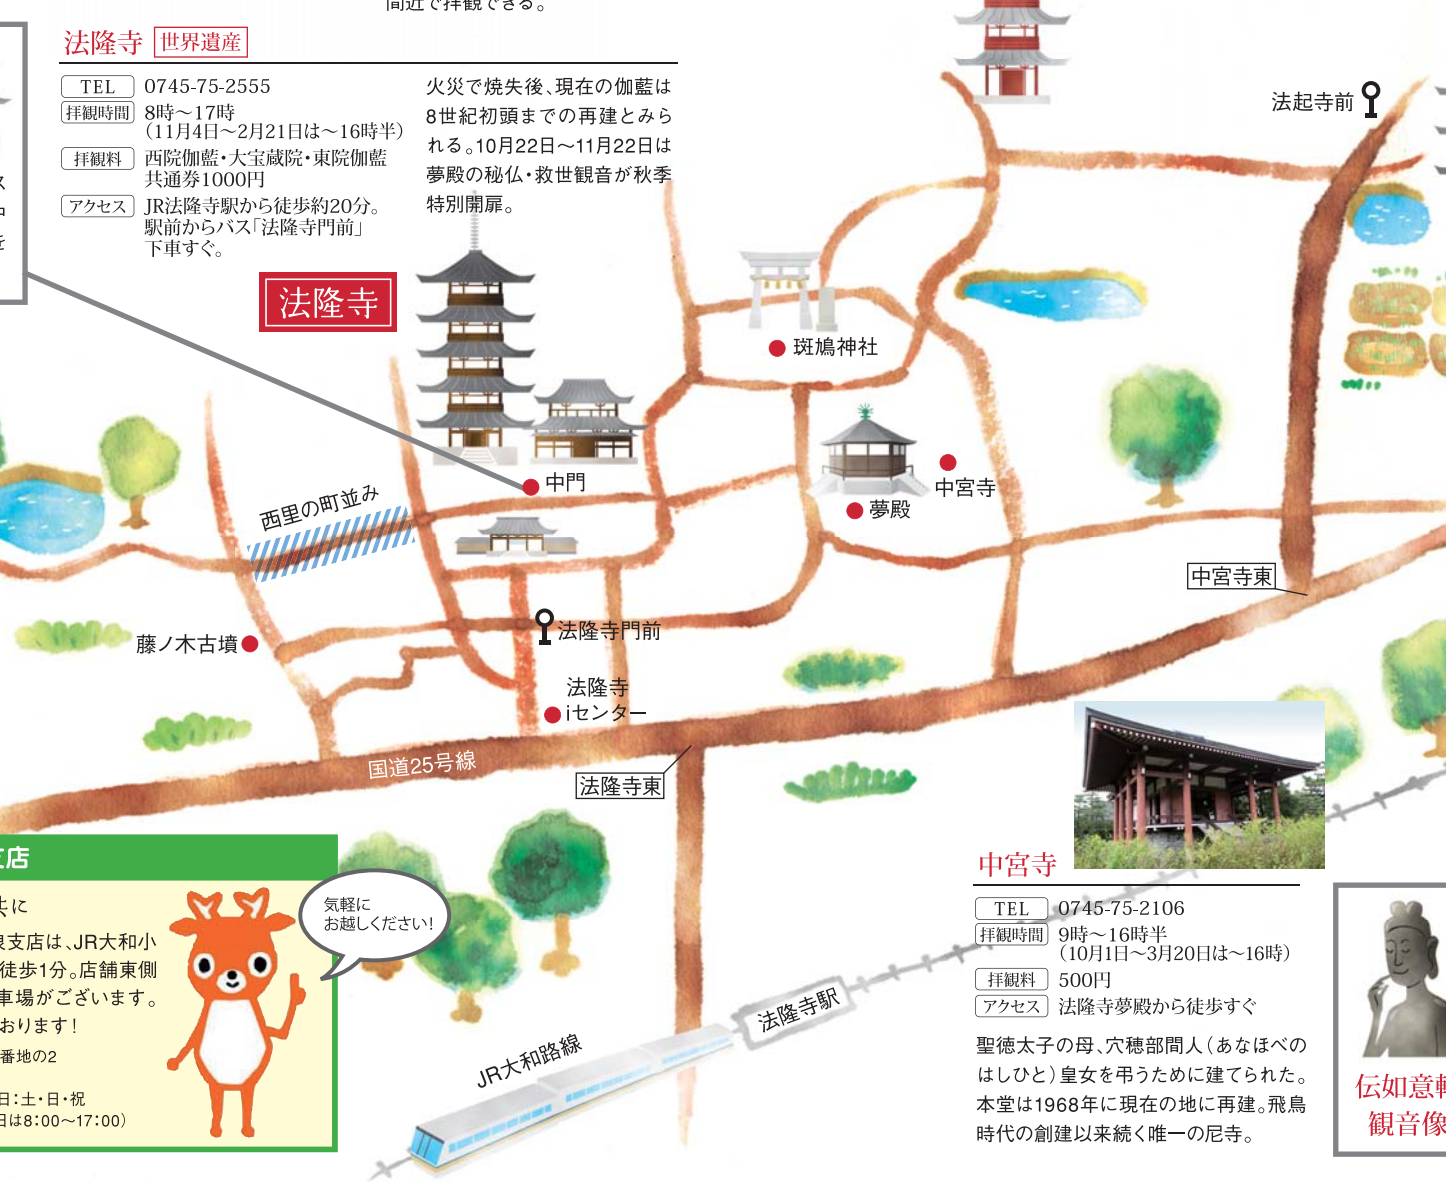 間近で拝観できる。
法隆寺 世界遺産
TEL 0745-75-2555
拝観時間 8時〜17時
（11月4日〜2月21日は〜16時半）
拝観料 西院伽藍・大宝蔵院・東院伽藍
共通券1000円
アクセス JR法隆寺駅から徒歩約20分。
駅前からバス「法隆寺門前」
下車すぐ。
火災で焼失後、現在の伽藍は
8世紀初頭までの再建とみら
れる。10月22日〜11月22日は
夢殿の秘仏・救世観音が秋季
特別開扉。
ス
を
法隆寺
法起寺前
斑鳩神社
中門
西里の町並み
中宮寺
夢殿
中宮寺東
藤ノ木古墳
法隆寺門前
法隆寺
iセンター
国道25号線
法隆寺東
支店
共に
支店は、JR大和小
徒歩1分。店舗東側
車場がございます。
おります！
番地の2
日：土・日・祝
日は8：00〜17：00）
気軽に
お越しください！
JR大和路線
法隆寺駅
中宮寺
TEL 0745-75-2106
拝観時間 9時〜16時半
（10月1日〜3月20日は〜16時）
拝観料 500円
アクセス 法隆寺夢殿から徒歩すぐ
聖徳太子の母、穴穂部間人（あなほべの
はしひと）皇女を弔うために建てられた。
本堂は1968年に現在の地に再建。飛鳥
時代の創建以来続く唯一の尼寺。
伝如意輪
観音像